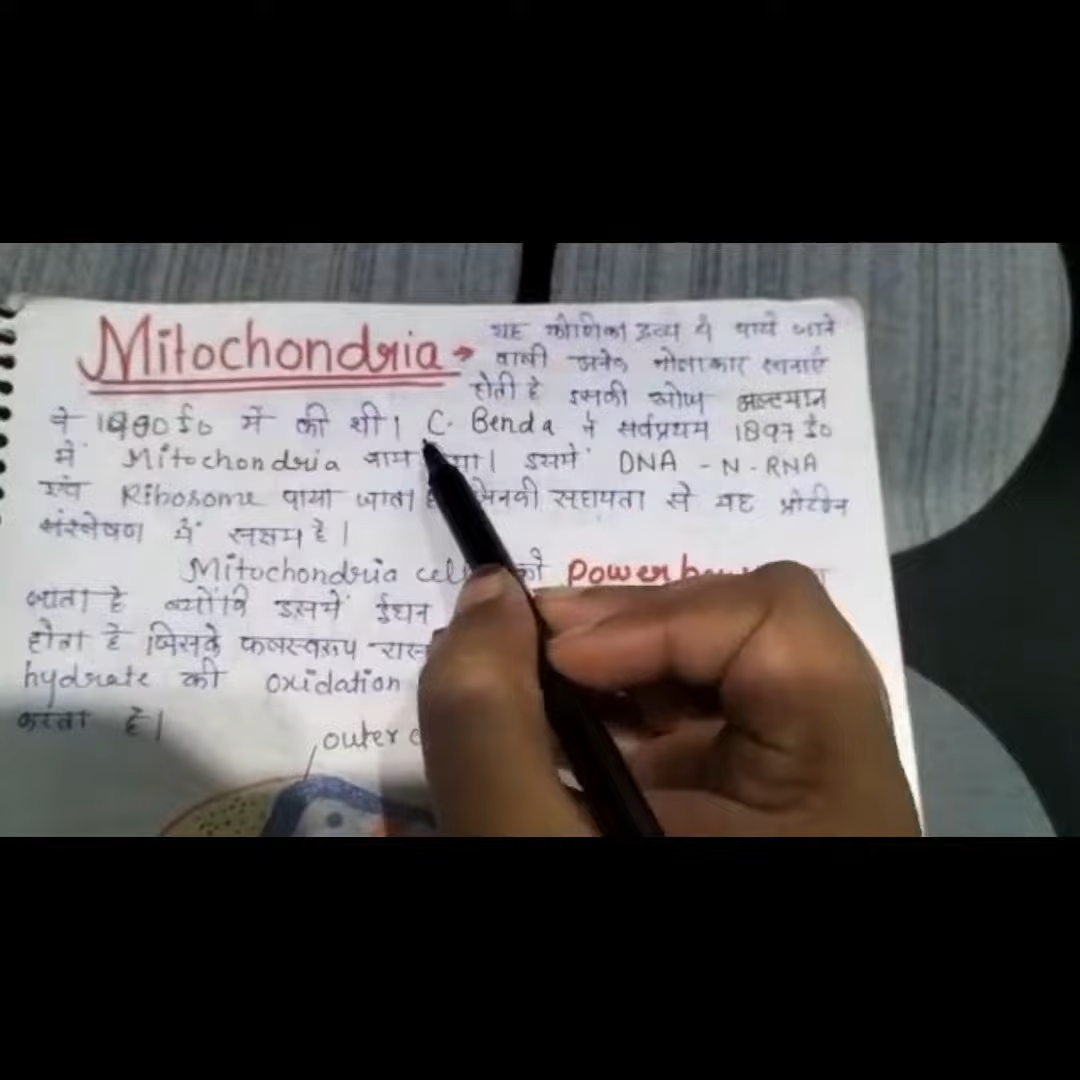 Mitochondria → यह कोशिका द्रव्य में पाये जाने
वाली अनेक गोलाकार रचनाएँ
होती है इसकी खोज अल्टमान
ने 1890 ई० में की थी। C. Benda ने सर्वप्रथम 1897 ई०
में Mitochondria नाम इसमें DNA - N - RNA
एवं Ribosome पाया जाता सहायता से यह प्रोटीन
संश्लेषण में सक्षम है।
Mitochondria cell को Power
जाता है क्योंकि इसमें ईंधन
होता है जिसके फलस्वरूप
hydrate की oxidation
करता है।
outer